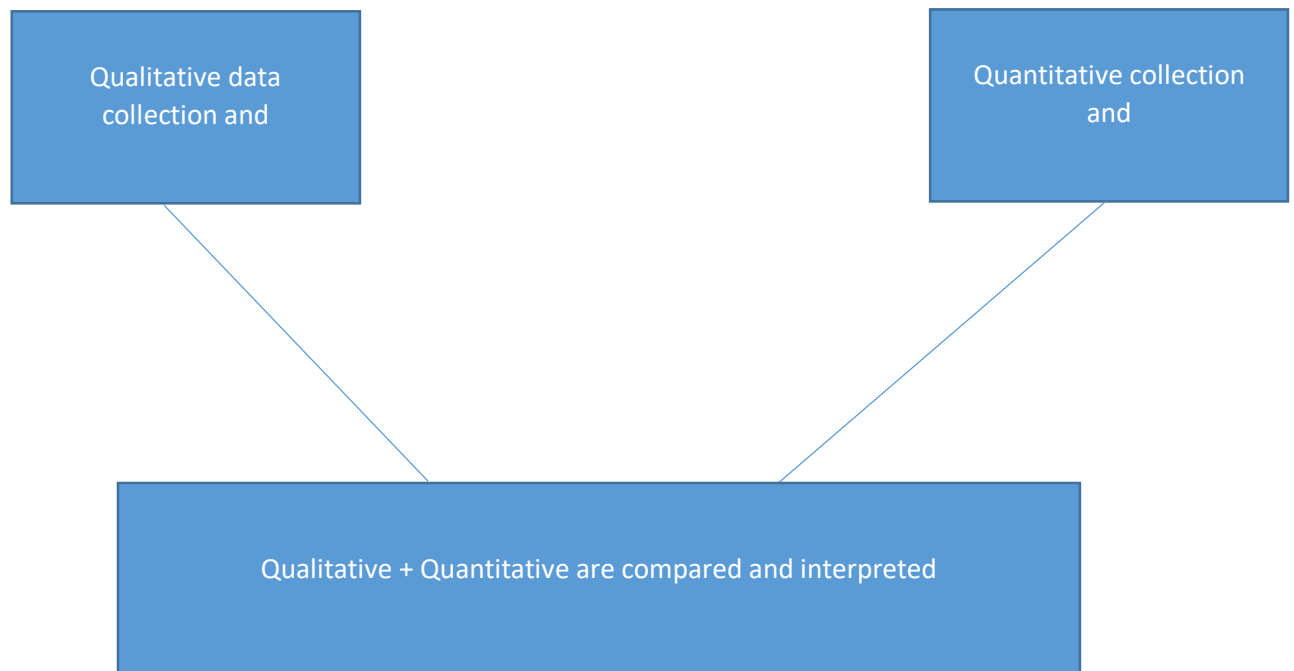 Qualitative data
collection and
Quantitative collection
and
Qualitative + Quantitative are compared and interpreted